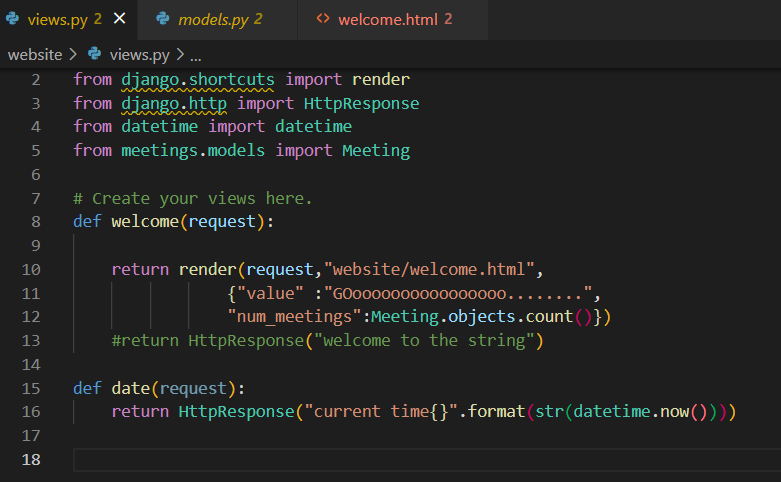 views.py 2 × models.py 2 <> welcome.html 2
website > views.py > ...
2 from django.shortcuts import render
3 from django.http import HttpResponse
4 from datetime import datetime
5 from meetings.models import Meeting
6
7 # Create your views here.
8 def welcome(request):
9
10 return render(request,"website/welcome.html",
11 {"value" :"GOooooooooooooooo........",
12 "num_meetings":Meeting.objects.count()})
13 #return HttpResponse("welcome to the string")
14
15 def date(request):
16 return HttpResponse("current time{}".format(str(datetime.now())))
17
18